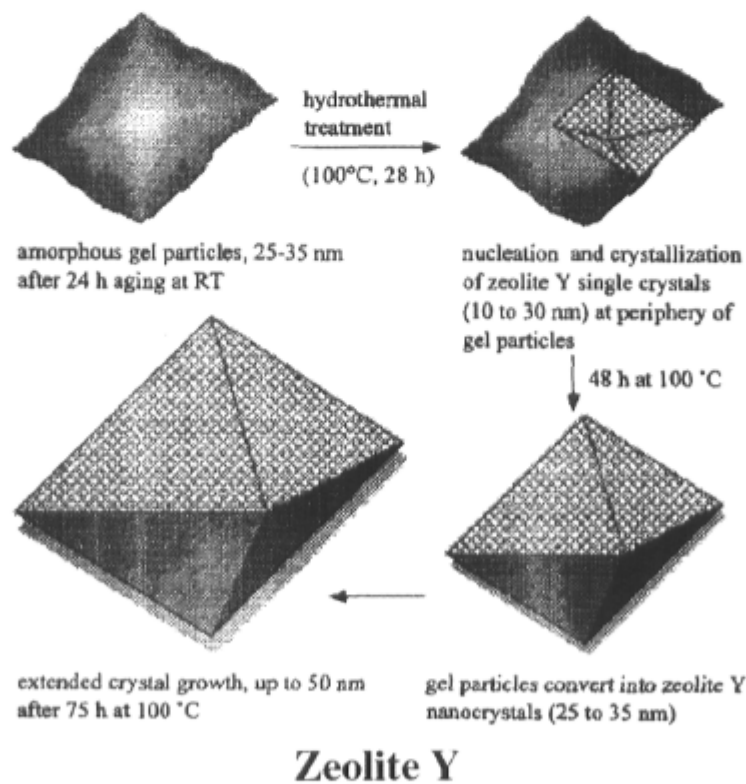 hydrothermal
treatment
(100°C, 28 h)
amorphous gel particles, 25-35 nm
after 24 h aging at RT
nucleation and crystallization
of zeolite Y single crystals
(10 to 30 nm) at periphery of
gel particles
48 h at 100 °C
extended crystal growth, up to 50 nm
after 75 h at 100 °C
gel particles convert into zeolite Y
nanocrystals (25 to 35 nm)
Zeolite Y